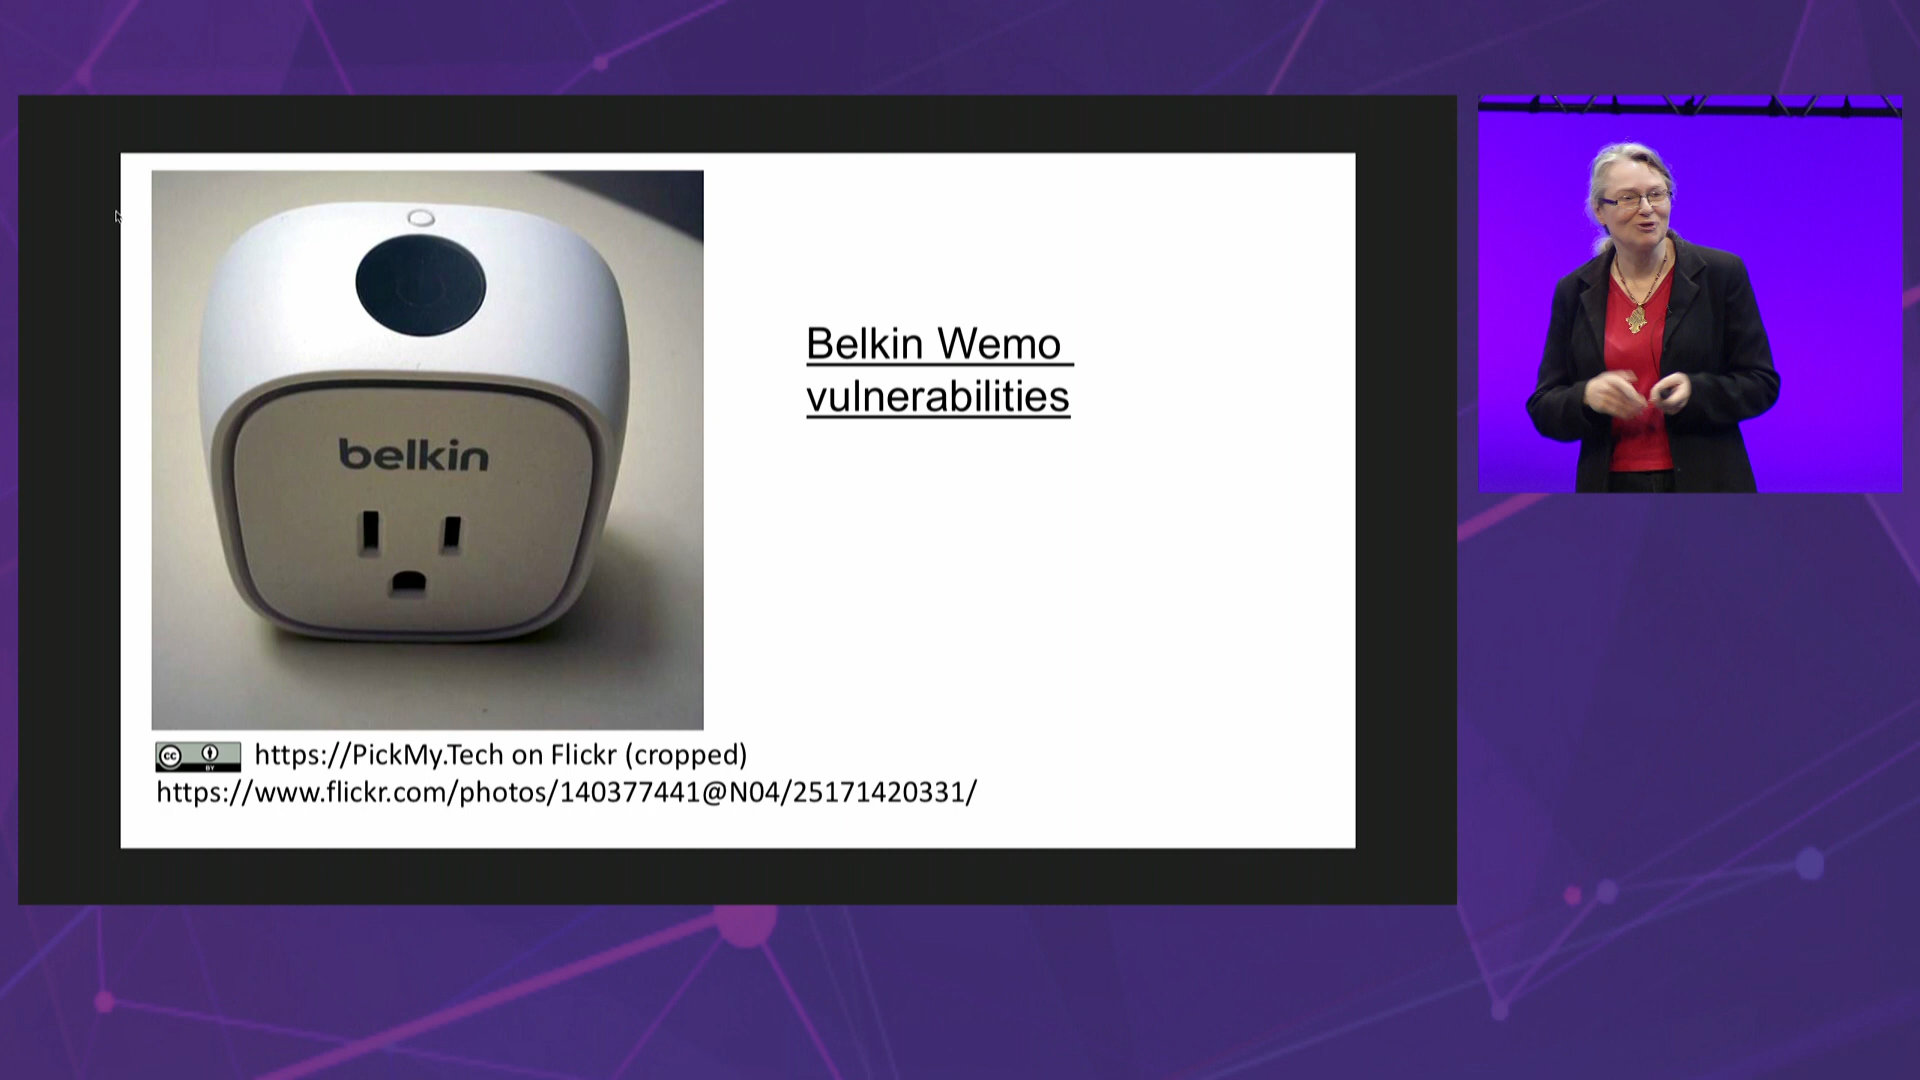 belkin
Belkin Wemo
vulnerabilities
cc BY https://PickMy.Tech on Flickr (cropped)
https://www.flickr.com/photos/140377441@N04/25171420331/